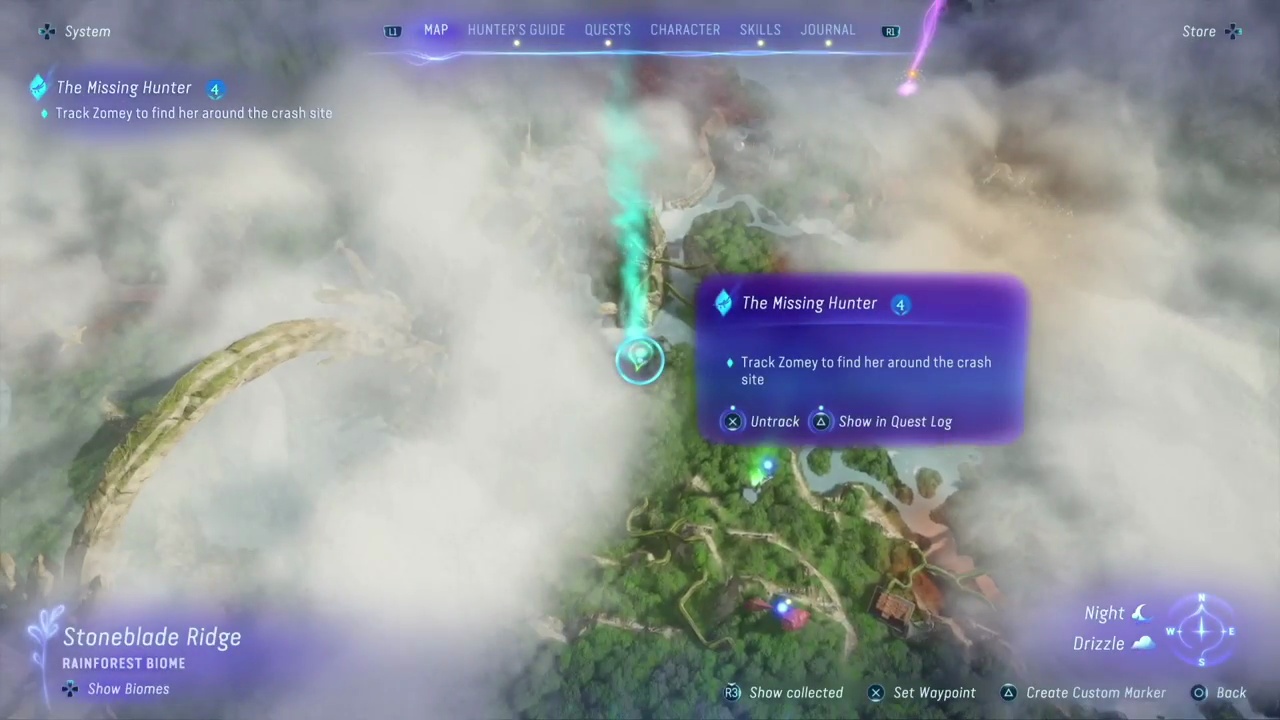 System
L1
MAP
HUNTER'S GUIDE
QUESTS
CHARACTER
SKILLS
JOURNAL
R1
Store
The Missing Hunter 4
Track Zomey to find her around the crash site
The Missing Hunter 4
Track Zomey to find her around the crash
site
Untrack
Show in Quest Log
Stoneblade Ridge
RAINFOREST BIOME
Show Biomes
Night
Drizzle
N
W
E
S
R3 Show collected
Set Waypoint
Create Custom Marker
Back